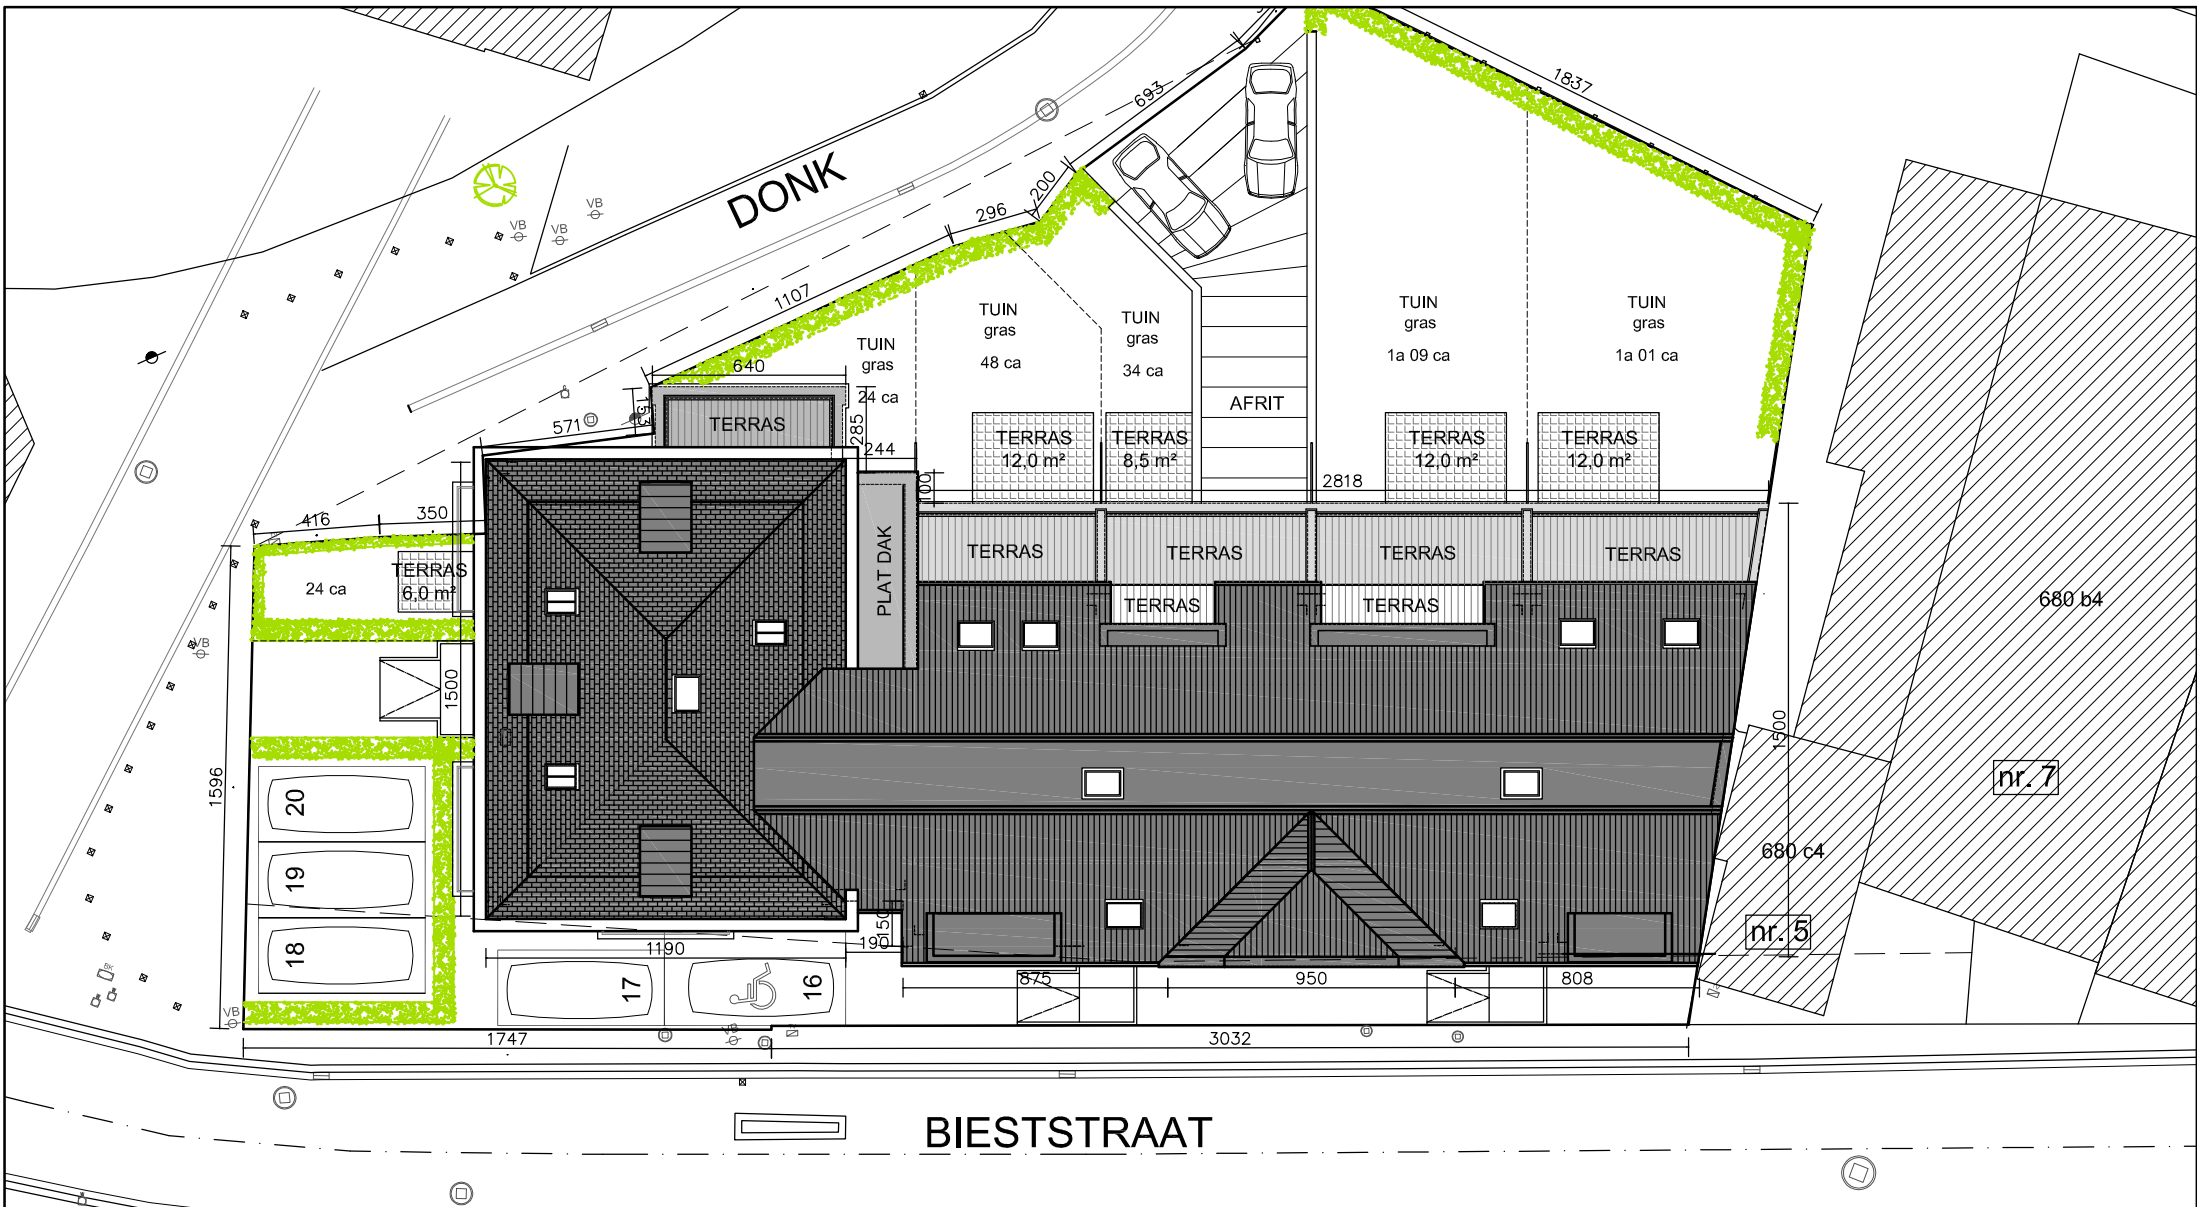 1837
693
DONK
200
VB
VB
VB
296
1107
TUIN
gras
48 ca
TUIN
gras
34 ca
TUIN
gras
1a 09 ca
TUIN
gras
1a 01 ca
TUIN
gras
24 ca
640
AFRIT
153
TERRAS
571
285
244
TERRAS
12,0 m²
TERRAS
8,5 m²
TERRAS
12,0 m²
TERRAS
12,0 m²
100
2818
416
350
PLAT DAK
TERRAS
TERRAS
TERRAS
TERRAS
TERRAS
6,0 m²
24 ca
TERRAS
TERRAS
680 b4
VB
1500
1500
1596
nr. 7
20
19
18
680 c4
150
190
nr. 5
1190
17
16
875
950
808
BK
VB
VB
1747
3032
BIESTSTRAAT